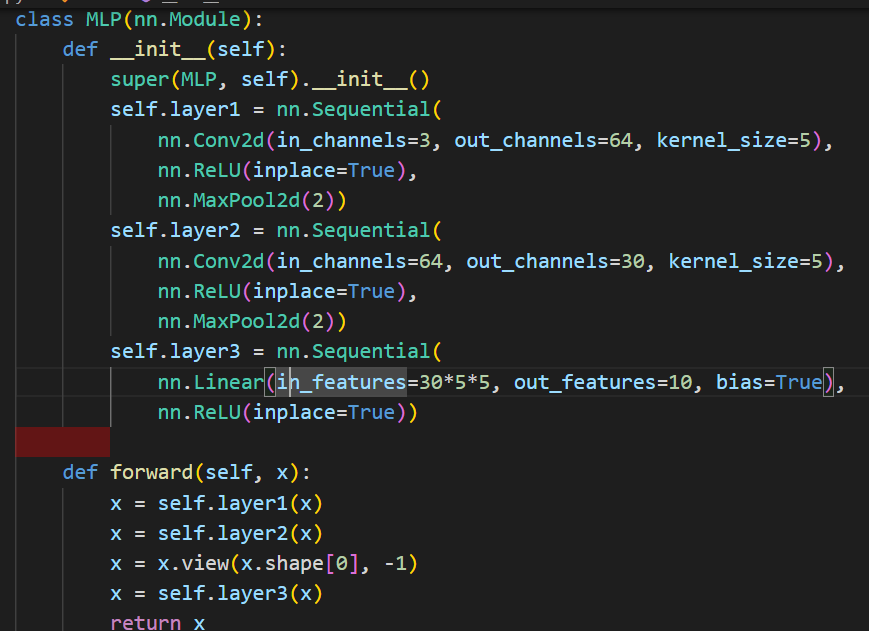 class MLP(nn.Module):
    def __init__(self):
        super(MLP, self).__init__()
        self.layer1 = nn.Sequential(
            nn.Conv2d(in_channels=3, out_channels=64, kernel_size=5),
            nn.ReLU(inplace=True),
            nn.MaxPool2d(2))
        self.layer2 = nn.Sequential(
            nn.Conv2d(in_channels=64, out_channels=30, kernel_size=5),
            nn.ReLU(inplace=True),
            nn.MaxPool2d(2))
        self.layer3 = nn.Sequential(
            nn.Linear(in_features=30*5*5, out_features=10, bias=True),
            nn.ReLU(inplace=True))
    def forward(self, x):
        x = self.layer1(x)
        x = self.layer2(x)
        x = x.view(x.shape[0], -1)
        x = self.layer3(x)
        return x